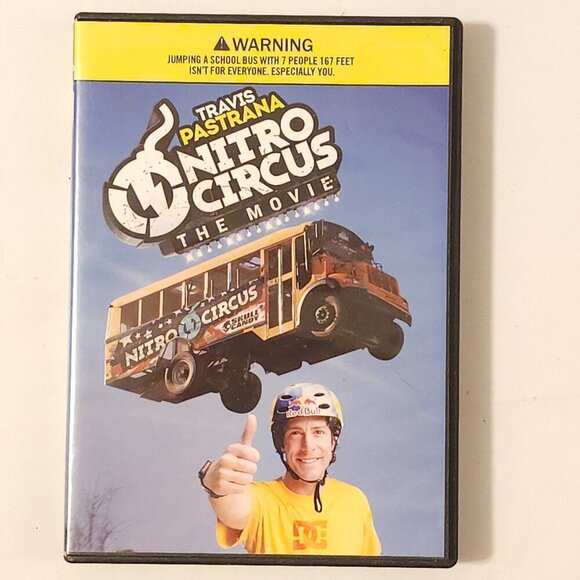 WARNING
JUMPING A SCHOOL BUS WITH 7 PEOPLE 167 FEET
ISN'T FOR EVERYONE. ESPECIALLY YOU.
TRAVIS
PASTRANA
NITRO
CIRCUS
THE MOVIE
NITRO CIRCUS
SKULL
CANDY
Red Bull
DC